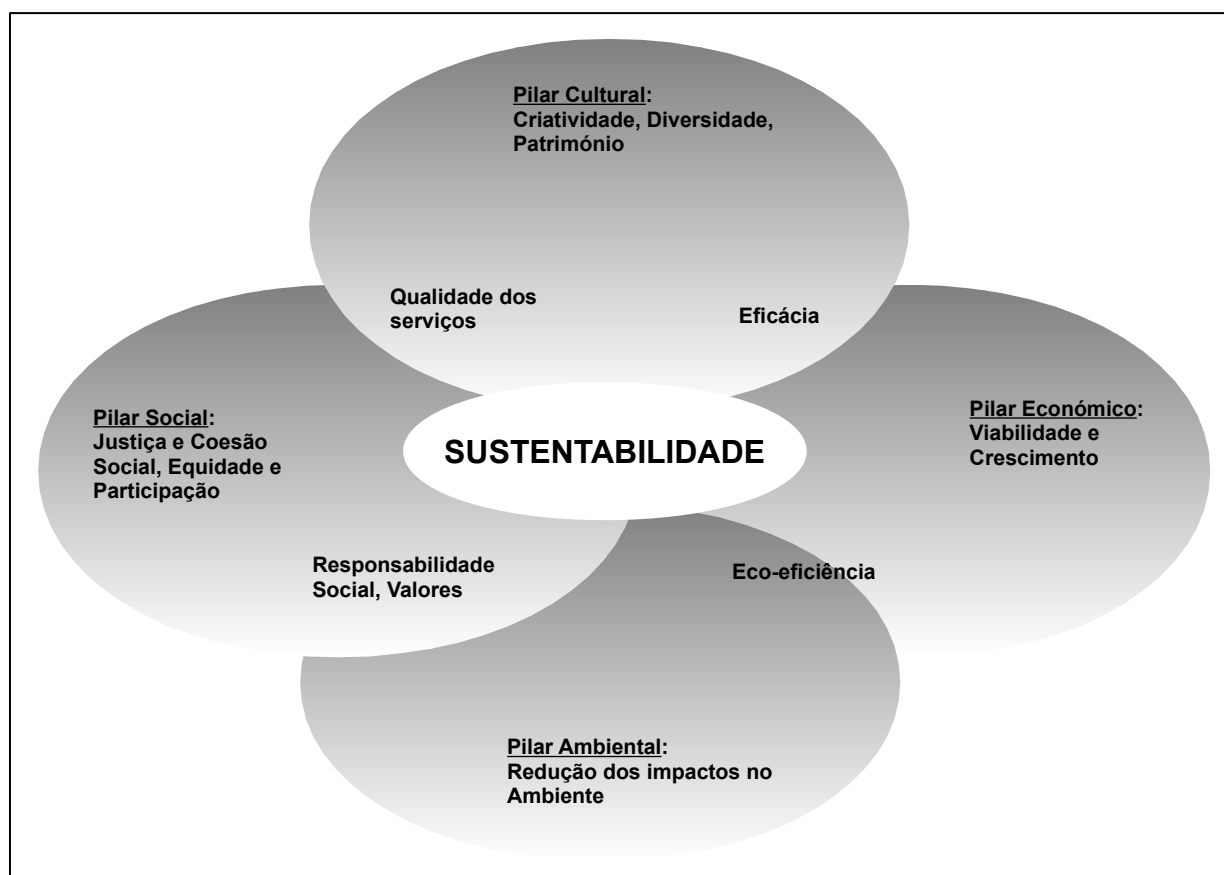 Pilar Cultural:
Criatividade, Diversidade,
Património
Qualidade dos
serviços
Eficácia
Pilar Social:
Justiça e Coesão
Social, Equidade e
Participação
SUSTENTABILIDADE
Pilar Económico:
Viabilidade e
Crescimento
Responsabilidade
Social, Valores
Eco-eficiência
Pilar Ambiental:
Redução dos impactos no
Ambiente